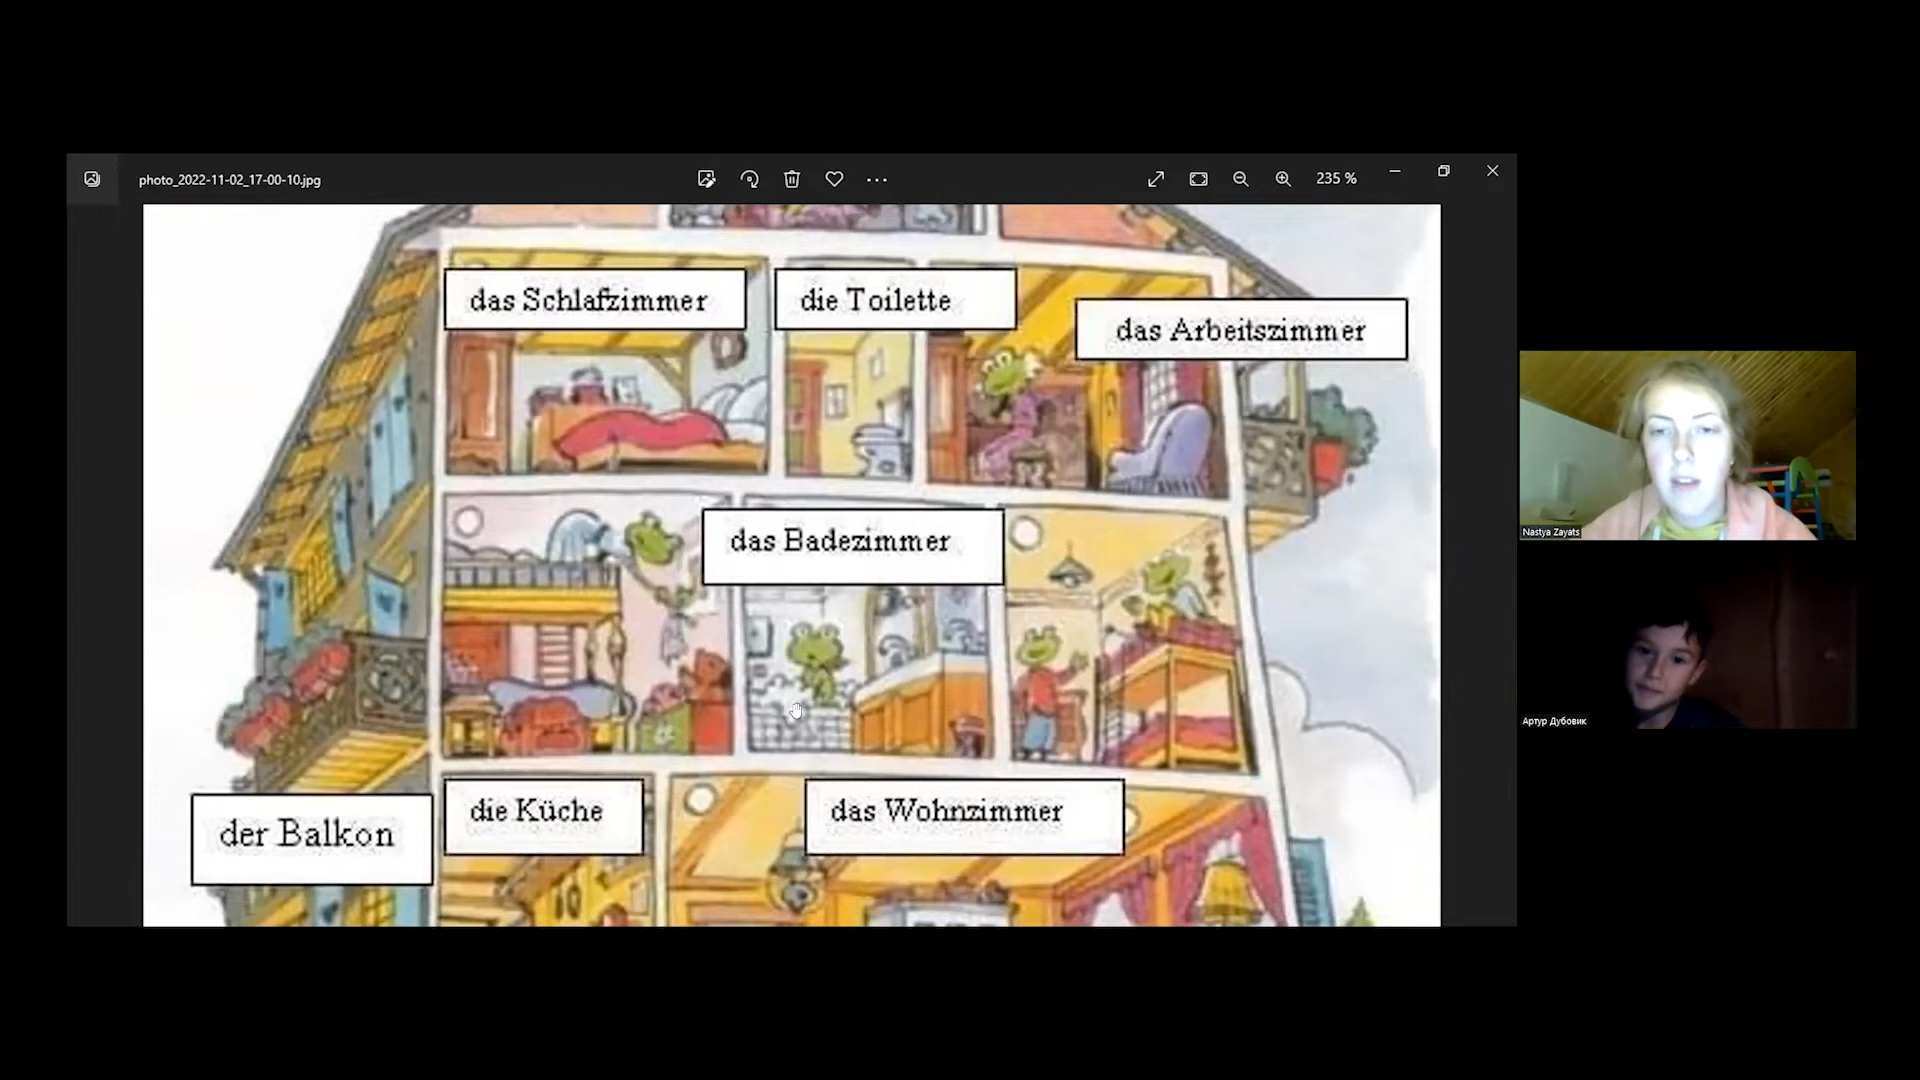 photo_2022-11-02_17-00-10.jpg
235 %
das Schlafzimmer
die Toilette
das Arbeitszimmer
das Badezimmer
der Balkon
die Küche
das Wohnzimmer
Nastya Zayats
Артур Дубовик